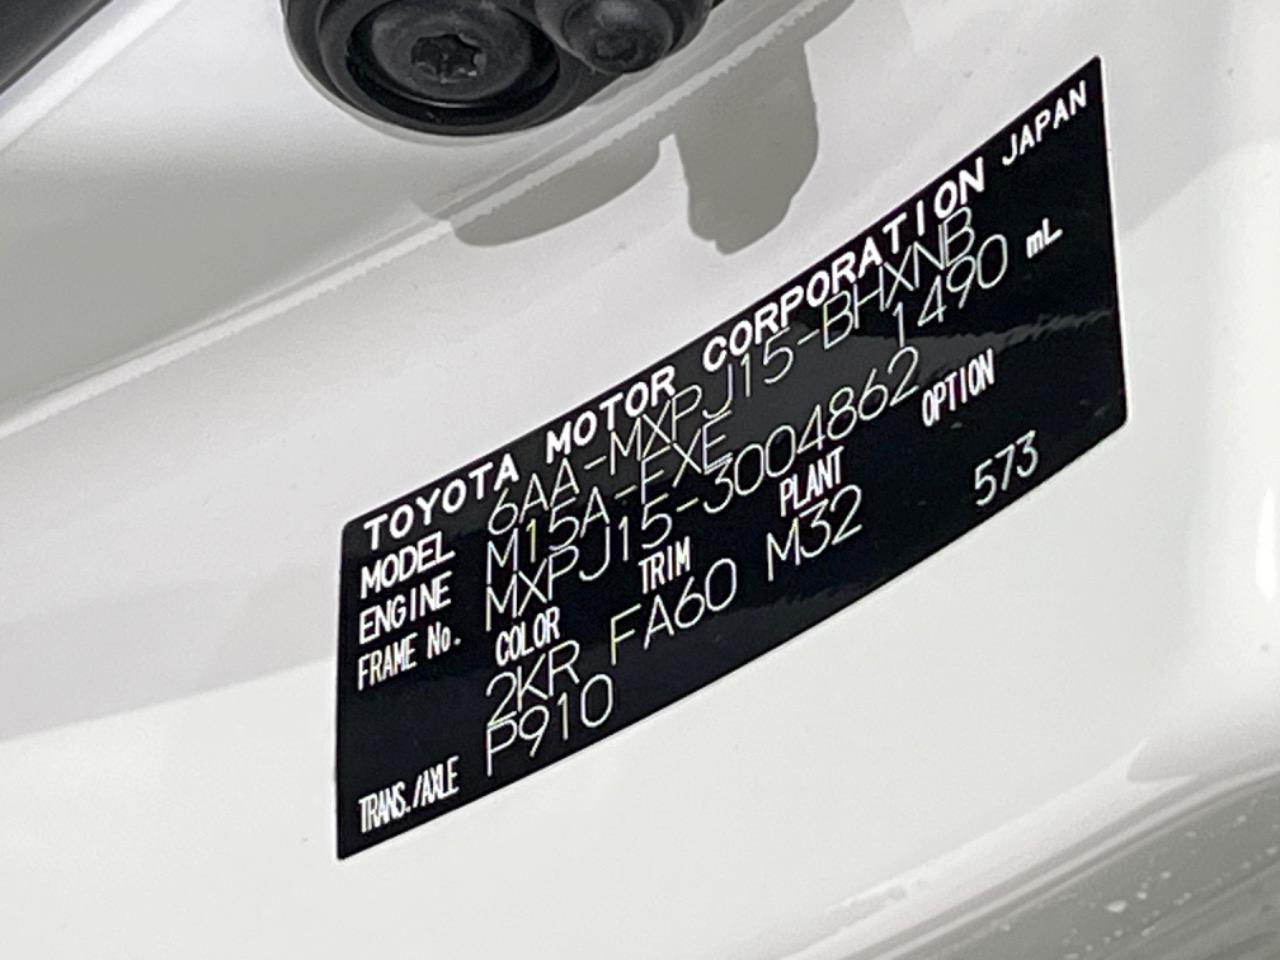 TOYOTA MOTOR CORPORATION JAPAN
MODEL 6AA-MXPJ15-BHXNB
ENGINE M15A-FXE 1490 mL
FRAME No. MXPJ15-3004862
COLOR TRIM PLANT OPTION
2KR FA60 M32 573
TRANS./AXLE P910